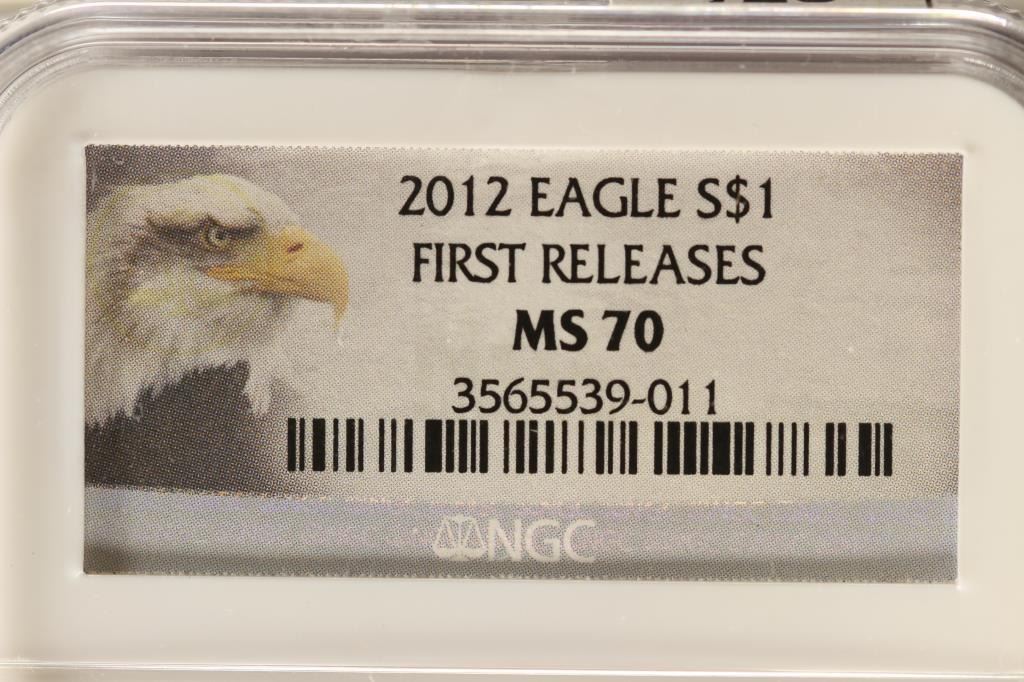 2012 EAGLE S$1
FIRST RELEASES
MS 70
3565539-011
NGC